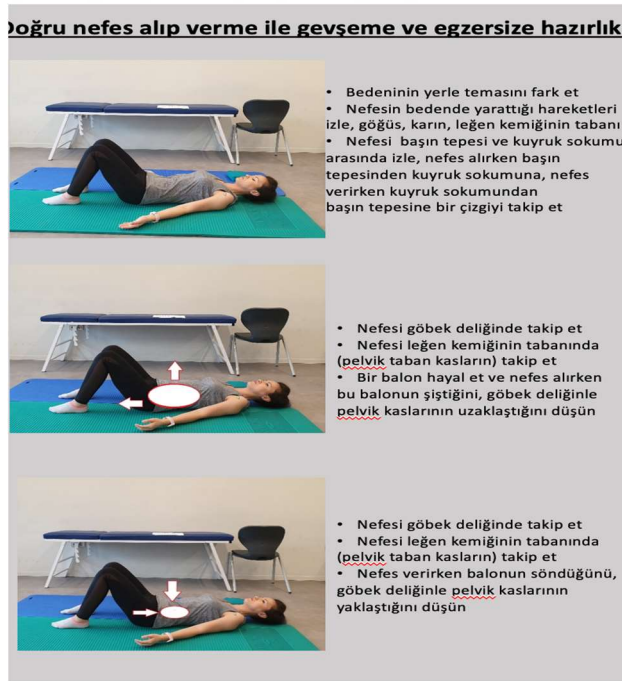 Doğru nefes alıp verme ile gevşeme ve egzersize hazırlık
• Bedeninin yerle temasını fark et
• Nefesin bedende yarattığı hareketleri
izle, göğüs, karın, leğen kemiğinin tabanı
• Nefesi başın tepesi ve kuyruk sokumu
arasında izle, nefes alırken başın
tepesinden kuyruk sokumuna, nefes
verirken kuyruk sokumundan
başın tepesine bir çizgiyi takip et
• Nefesi göbek deliğinde takip et
• Nefesi leğen kemiğinin tabanında
(pelvik taban kasların) takip et
• Bir balon hayal et ve nefes alırken
bu balonun şiştiğini, göbek deliğinle
pelvik kaslarının uzaklaştığını düşün
• Nefesi göbek deliğinde takip et
• Nefesi leğen kemiğinin tabanında
(pelvik taban kasların) takip et
• Nefes verirken balonun söndüğünü,
göbek deliğinle pelvik kaslarının
yaklaştığını düşün